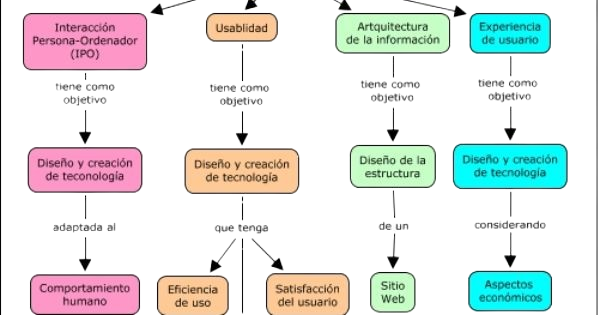 Interacción
Persona-Ordenador
(IPO)
Usablidad
Artquitectura
de la información
Experiencia
de usuario
tiene como
objetivo
tiene como
objetivo
tiene como
objetivo
tiene como
objetivo
Diseño y creación
de teconología
Diseño y creación
de tecnología
Diseño de la
estructura
Diseño y creación
de tecnología
adaptada al
que tenga
de un
considerando
Comportamiento
humano
Eficiencia
de uso
Satisfacción
del usuario
Sitio
Web
Aspectos
económicos